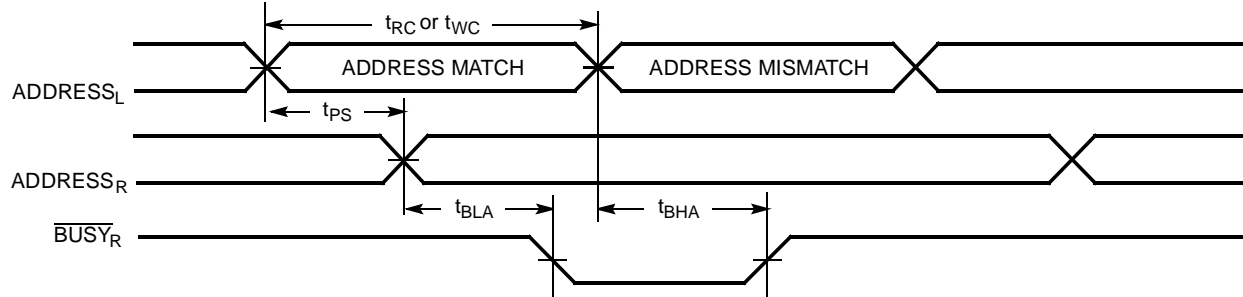 tRC or tWC
ADDRESS MATCH
ADDRESS MISMATCH
ADDRESSL
tPS
ADDRESSR
tBLA
tBHA
BUSYR